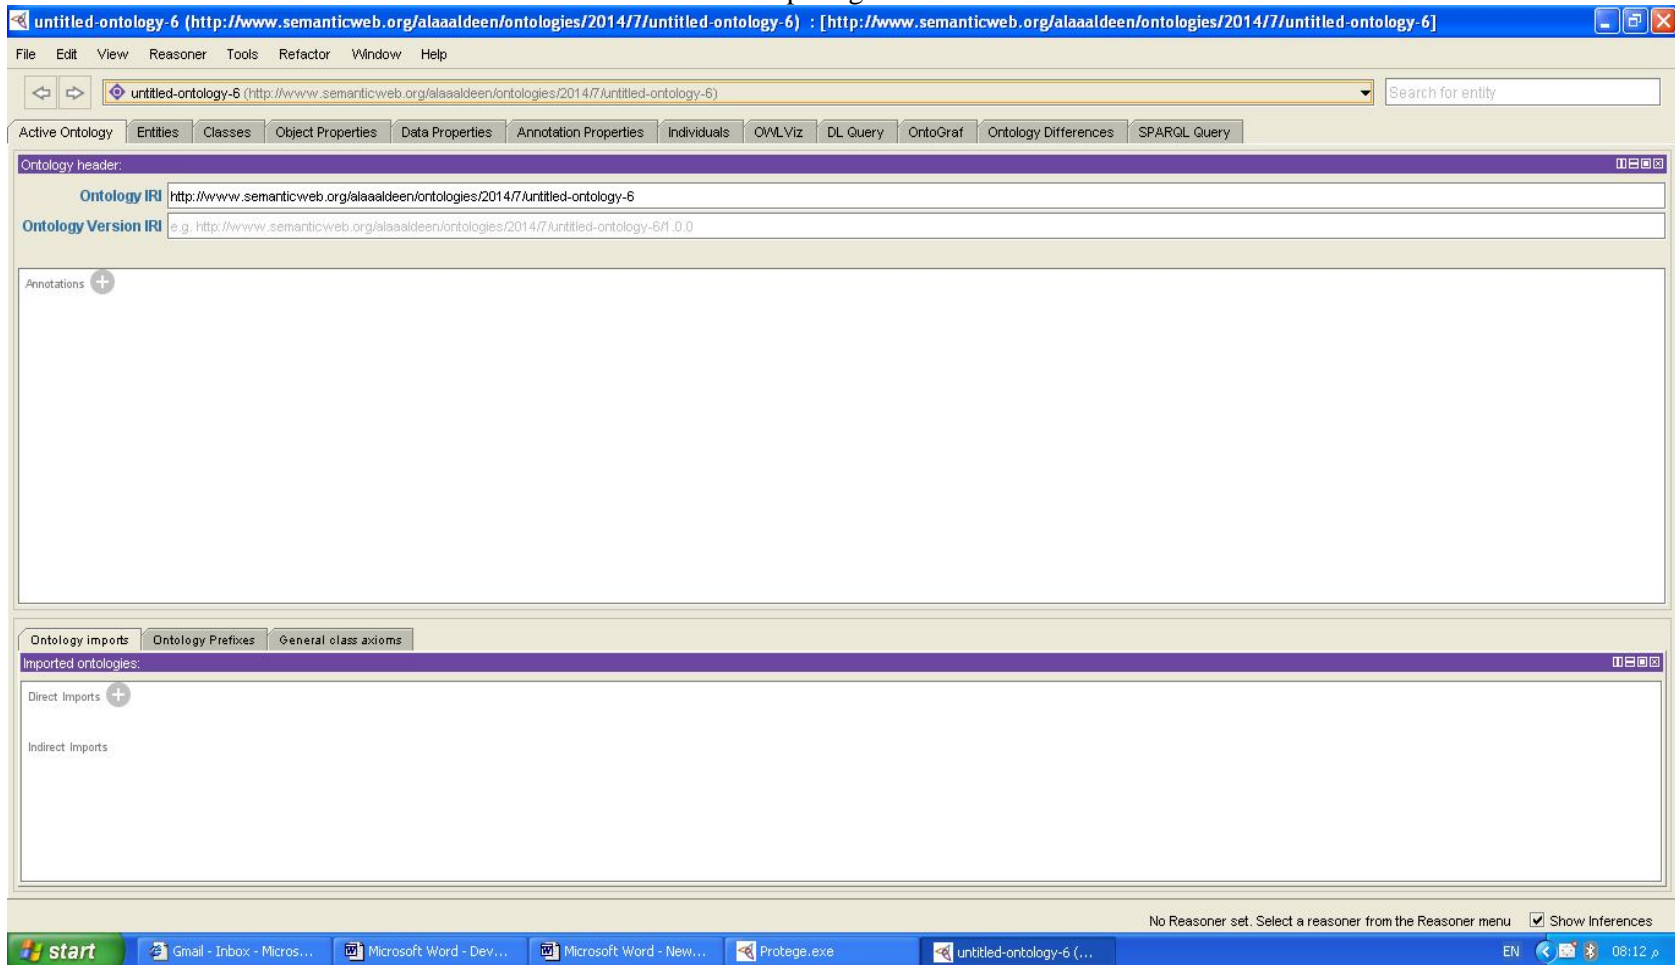 untitled-ontology-6 (http://www.semanticweb.org/alaaaldeen/ontologies/2014/7/untitled-ontology-6) : [http://www.semanticweb.org/alaaaldeen/ontologies/2014/7/untitled-ontology-6]
File Edit View Reasoner Tools Refactor Window Help
untitled-ontology-6 (http://www.semanticweb.org/alaaaldeen/ontologies/2014/7/untitled-ontology-6) Search for entity
Active Ontology Entities Classes Object Properties Data Properties Annotation Properties Individuals OWLViz DL Query OntoGraf Ontology Differences SPARQL Query
Ontology header:
Ontology IRI http://www.semanticweb.org/alaaaldeen/ontologies/2014/7/untitled-ontology-6
Ontology Version IRI e.g. http://www.semanticweb.org/alaaaldeen/ontologies/2014/7/untitled-ontology-6/1.0.0
Annotations
Ontology imports Ontology Prefixes General class axioms
Imported ontologies:
Direct Imports
Indirect Imports
No Reasoner set. Select a reasoner from the Reasoner menu Show Inferences
start Gmail - Inbox - Micros... Microsoft Word - Dev... Microsoft Word - New... Protege.exe untitled-ontology-6 (... EN 08:12 م